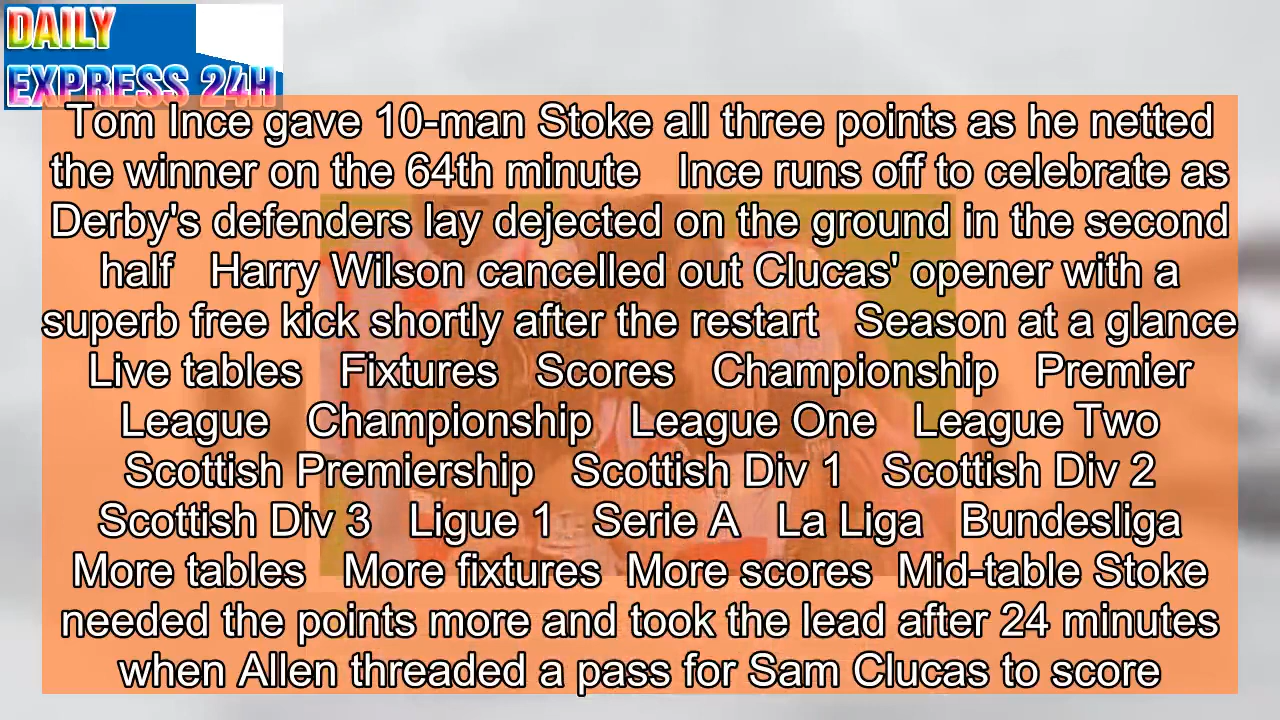 DAILY
EXPRESS 24H
Tom Ince gave 10-man Stoke all three points as he netted
the winner on the 64th minute Ince runs off to celebrate as
Derby's defenders lay dejected on the ground in the second
half Harry Wilson cancelled out Clucas' opener with a
superb free kick shortly after the restart Season at a glance
Live tables Fixtures Scores Championship Premier
League Championship League One League Two
Scottish Premiership Scottish Div 1 Scottish Div 2
Scottish Div 3 Ligue 1 Serie A La Liga Bundesliga
More tables More fixtures More scores Mid-table Stoke
needed the points more and took the lead after 24 minutes
when Allen threaded a pass for Sam Clucas to score